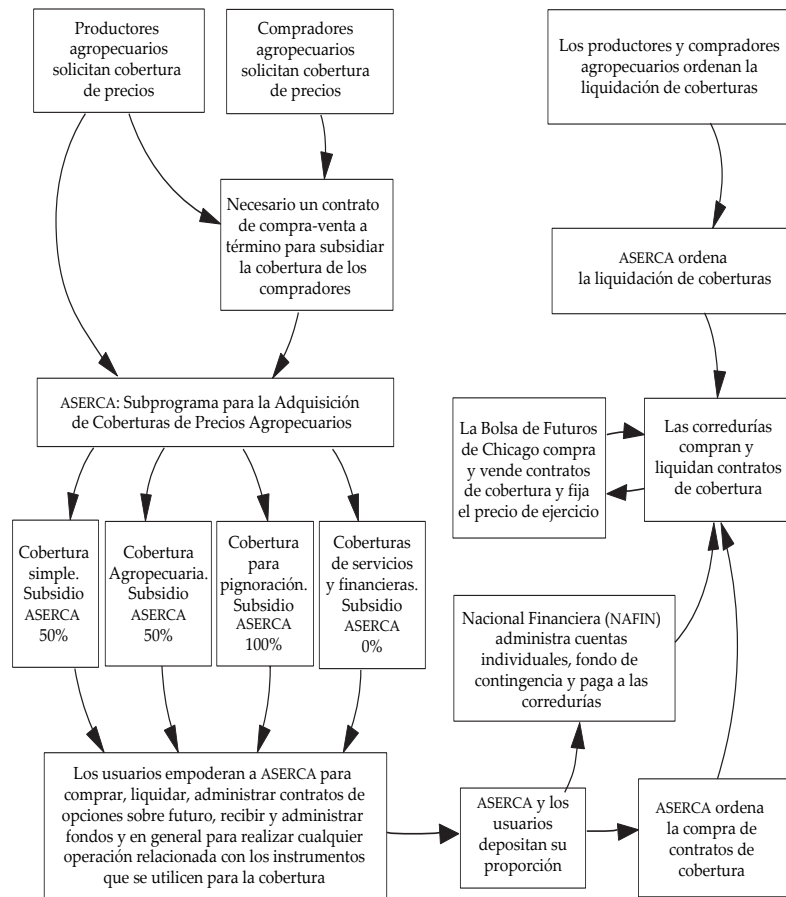 Productores
agropecuarios
solicitan cobertura
de precios
Compradores
agropecuarios
solicitan cobertura
de precios
Los productores y compradores
agropecuarios ordenan la
liquidación de coberturas
Necesario un contrato
de compra-venta a
término para subsidiar
la cobertura de los
compradores
ASERCA ordena
la liquidación de coberturas
ASERCA: Subprograma para la Adquisición
de Coberturas de Precios Agropecuarios
La Bolsa de Futuros
de Chicago compra
y vende contratos
de cobertura y fija
el precio de ejercicio
Las corredurías
compran y
liquidan contratos
de cobertura
Cobertura
simple.
Subsidio
ASERCA
50%
Cobertura
Agropecuaria.
Subsidio
ASERCA
50%
Cobertura
para
pignoración.
Subsidio
ASERCA
100%
Coberturas
de servicios
y financieras.
Subsidio
ASERCA
0%
Nacional Financiera (NAFIN)
administra cuentas
individuales, fondo de
contingencia y paga a las
corredurías
Los usuarios empoderan a ASERCA para
comprar, liquidar, administrar contratos de
opciones sobre futuro, recibir y administrar
fondos y en general para realizar cualquier
operación relacionada con los instrumentos
que se utilicen para la cobertura
ASERCA y los
usuarios
depositan su
proporción
ASERCA ordena
la compra de
contratos de
cobertura